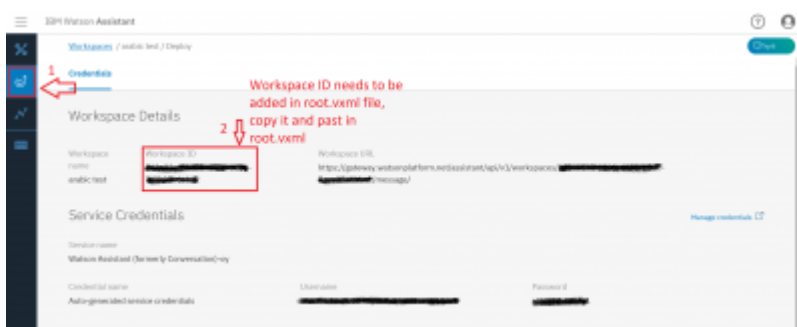 IBM Watson Assistant
Workspaces / arabic test / Deploy
Credentials
1
Workspace ID needs to be
added in root.vxml file,
copy it and past in
root.vxml
2
Workspace Details
Workspace
name
arabic test
Workspace ID
Workspace URL
https://gateway.watsonplatform.net/assistant/api/v1/workspaces/
/message/
Service Credentials
Manage credentials
Service name
Watson Assistant (formerly Conversation)-oy
Credential name
Auto-generated service credentials
Username
Password